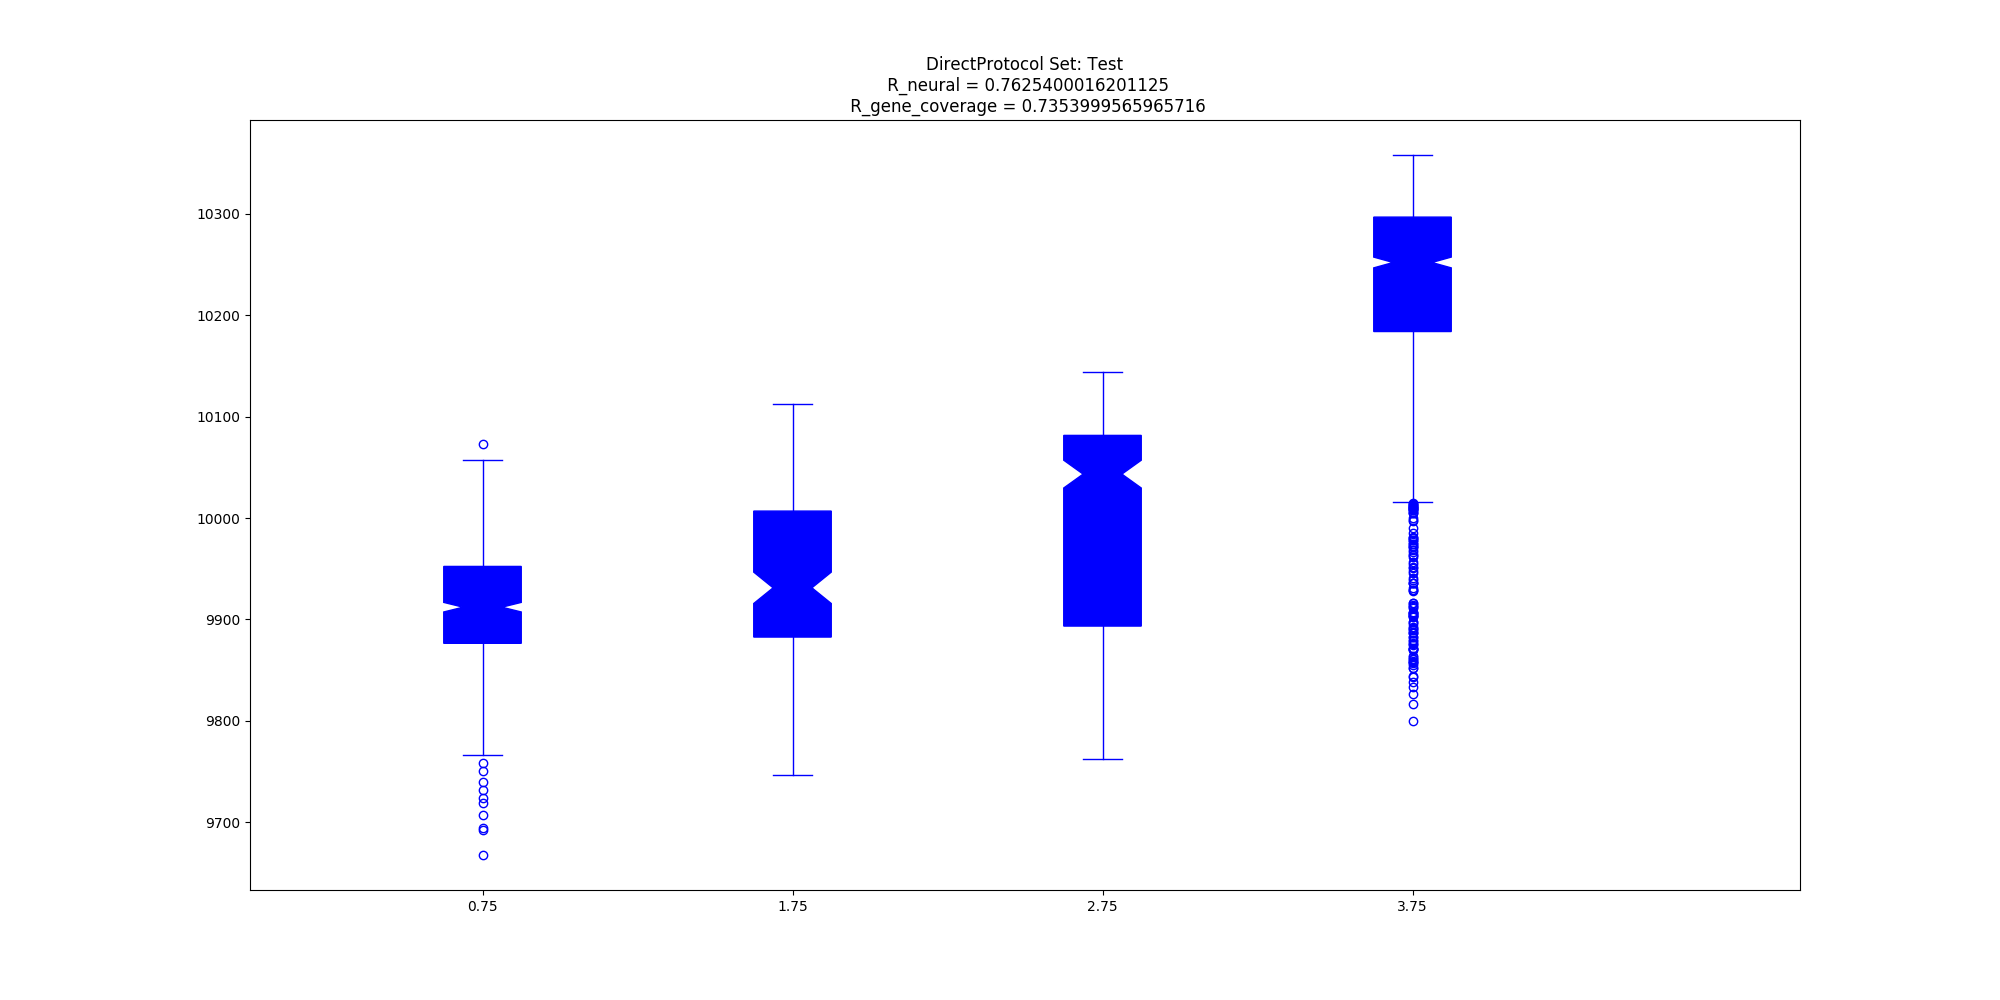 DirectProtocol Set: Test
R_neural = 0.7625400016201125
R_gene_coverage = 0.7353999565965716
10300
10200
10100
10000
9900
9800
9700
0.75 1.75 2.75 3.75